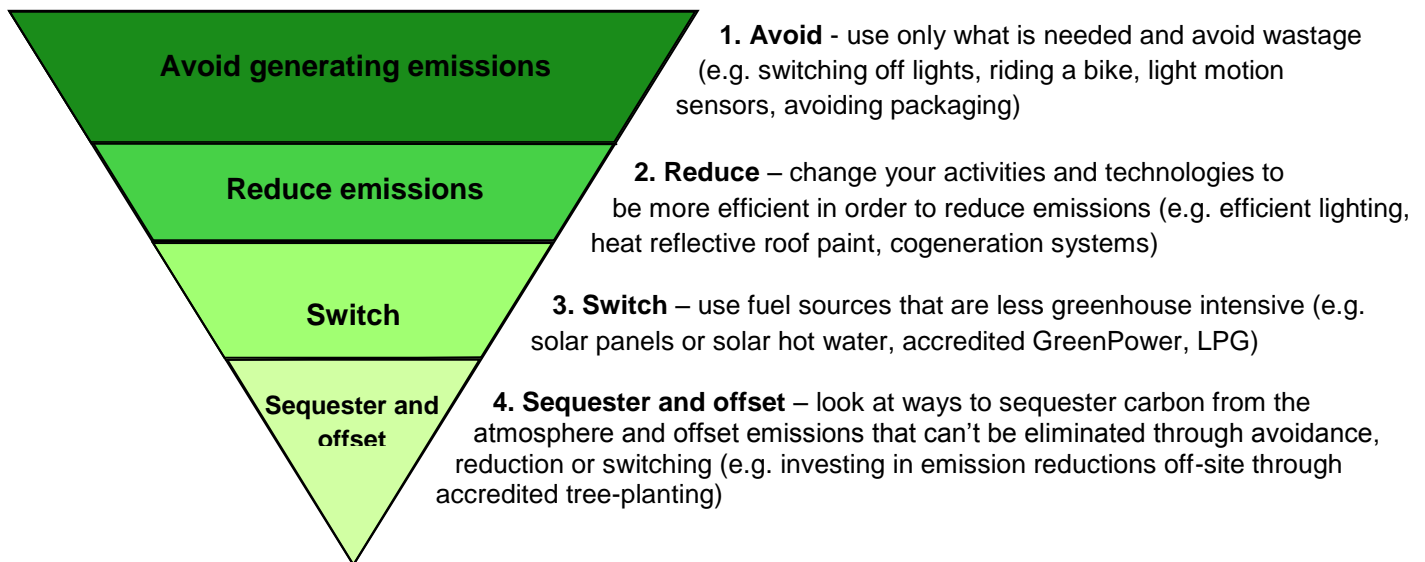 Avoid generating emissions
1. Avoid - use only what is needed and avoid wastage
(e.g. switching off lights, riding a bike, light motion
sensors, avoiding packaging)
Reduce emissions
2. Reduce – change your activities and technologies to
be more efficient in order to reduce emissions (e.g. efficient lighting,
heat reflective roof paint, cogeneration systems)
Switch
3. Switch – use fuel sources that are less greenhouse intensive (e.g.
solar panels or solar hot water, accredited GreenPower, LPG)
Sequester and
offset
4. Sequester and offset – look at ways to sequester carbon from the
atmosphere and offset emissions that can’t be eliminated through avoidance,
reduction or switching (e.g. investing in emission reductions off-site through
accredited tree-planting)